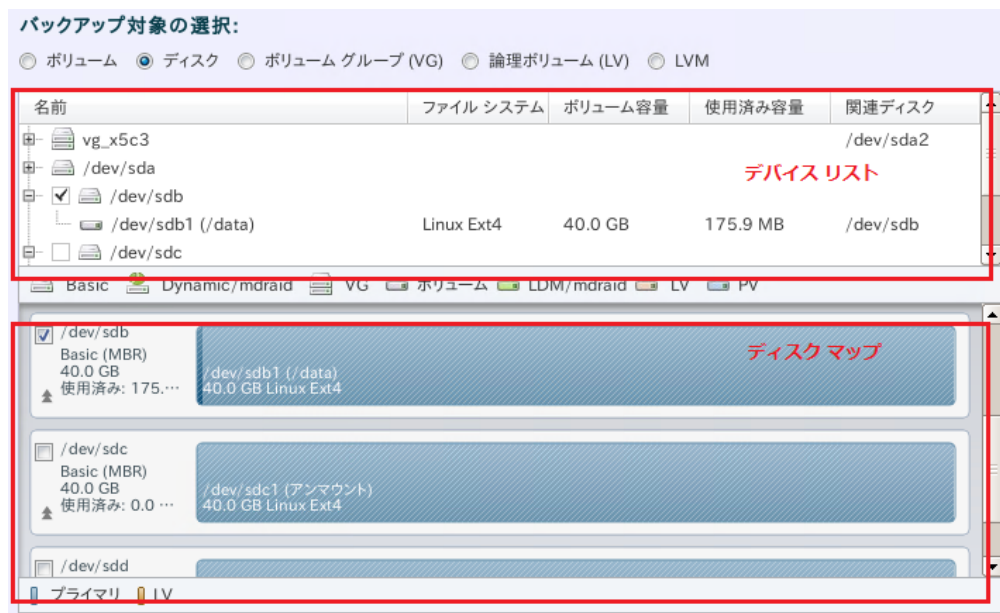 バックアップ対象の選択:
ボリューム ディスク ボリューム グループ (VG) 論理ボリューム (LV) LVM
名前 ファイル システム ボリューム容量 使用済み容量 関連ディスク
vg_x5c3 /dev/sda2
/dev/sda
デバイス リスト
/dev/sdb
/dev/sdb1 (/data) Linux Ext4 40.0 GB 175.9 MB /dev/sdb
/dev/sdc
Basic Dynamic/mdraid VG ボリューム LDM/mdraid LV PV
ディスク マップ
/dev/sdb
Basic (MBR)
40.0 GB
使用済み: 175.…
/dev/sdb1 (/data)
40.0 GB Linux Ext4
/dev/sdc
Basic (MBR)
40.0 GB
使用済み: 0.0 …
/dev/sdc1 (アンマウント)
40.0 GB Linux Ext4
/dev/sdd
プライマリ LV